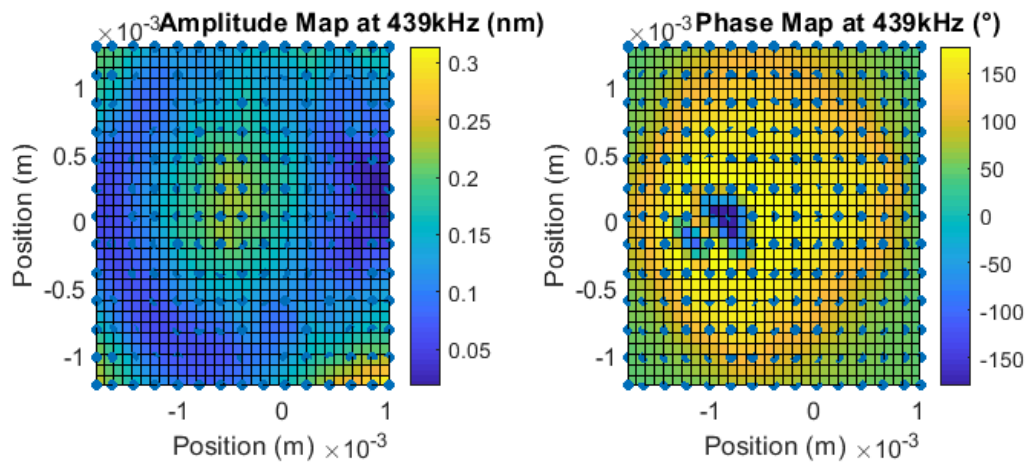 ×10⁻³ Amplitude Map at 439kHz (nm)
1
0.5
0
-0.5
-1
Position (m)
-1 0 1
Position (m) ×10⁻³
0.3
0.25
0.2
0.15
0.1
0.05
×10⁻³ Phase Map at 439kHz (°)
1
0.5
0
-0.5
-1
Position (m)
-1 0 1
Position (m) ×10⁻³
150
100
50
0
-50
-100
-150